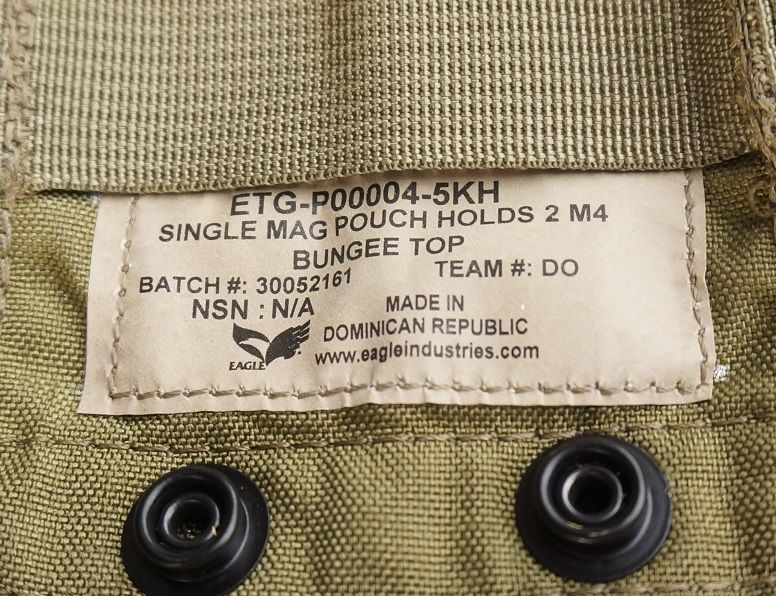 ETG-P00004-5KH
SINGLE MAG POUCH HOLDS 2 M4
BUNGEE TOP
BATCH #: 30052161 TEAM #: DO
NSN : N/A
MADE IN
DOMINICAN REPUBLIC
EAGLE
www.eagleindustries.com